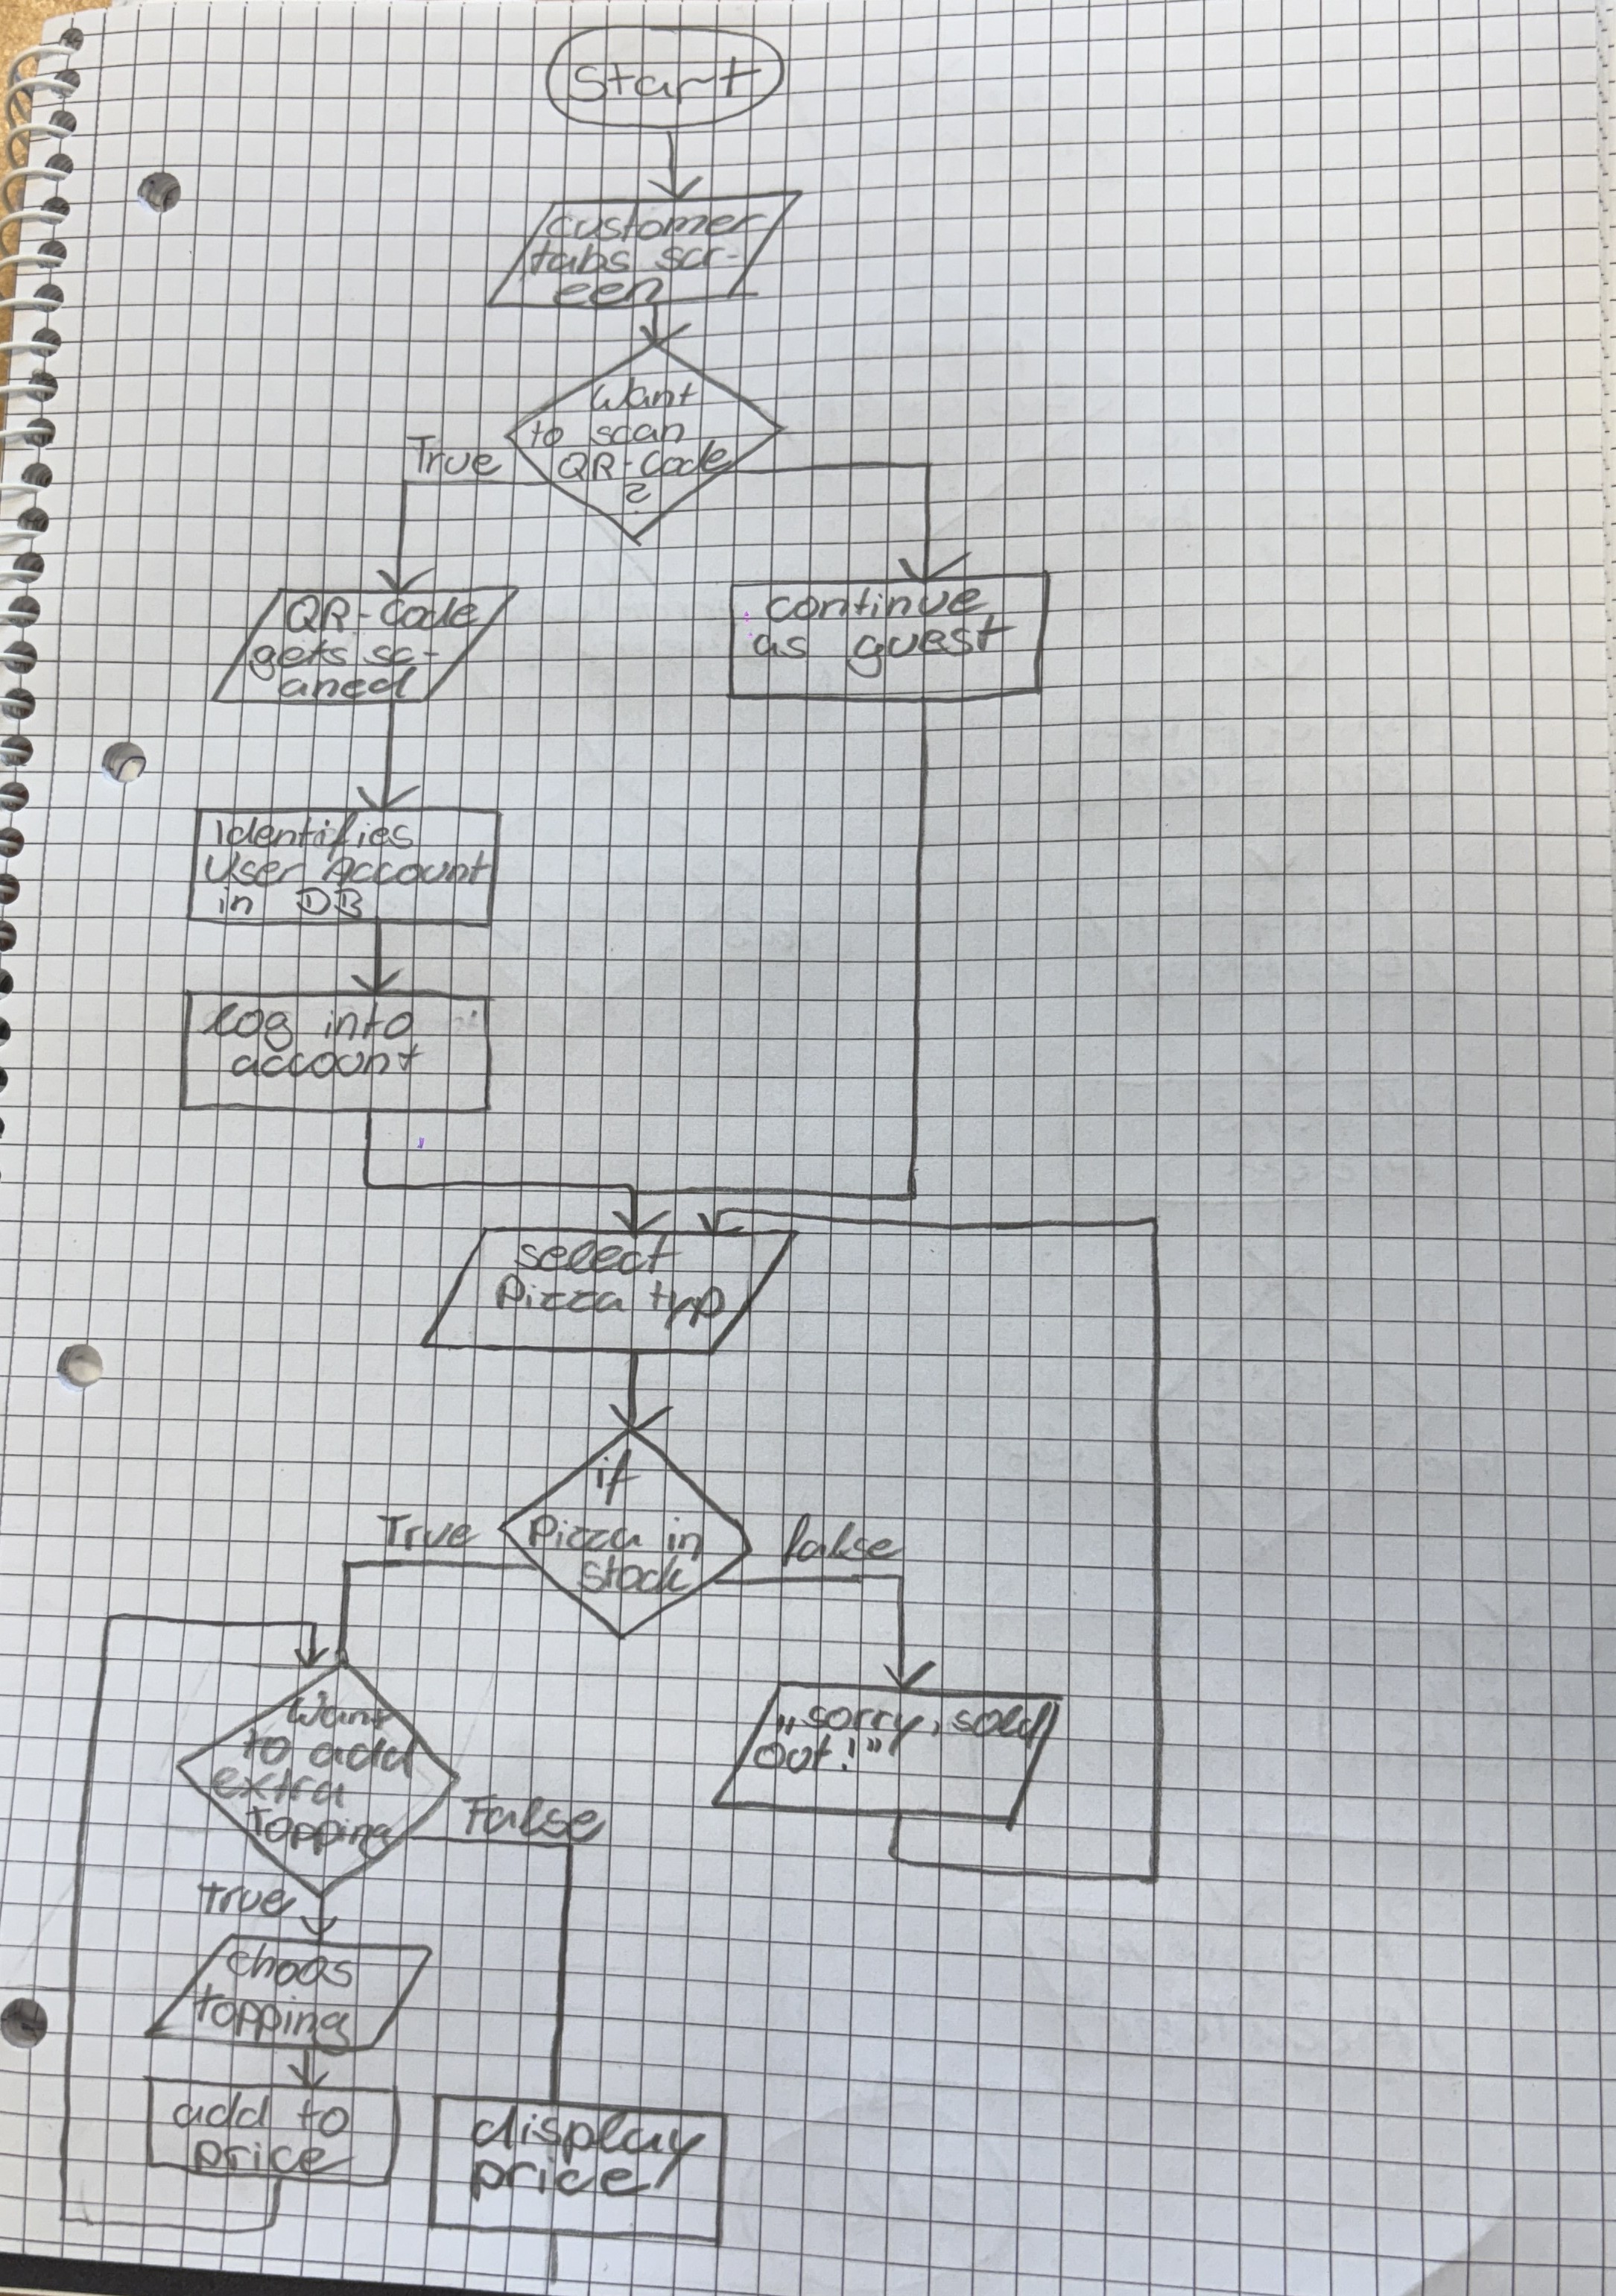 Start
customer
tabs scr-
een
Want
to scan
QR-Code
?
True
QR-Code
gets sc-
aned
continue
as guest
Identifies
User Account
in DB
Log into
account
select
Pizza typ
if
Pizza in
stock
True
false
Want
to add
extra
Topping
False
„sorry, sold
out!”
True
choos
topping
add to
price
display
price